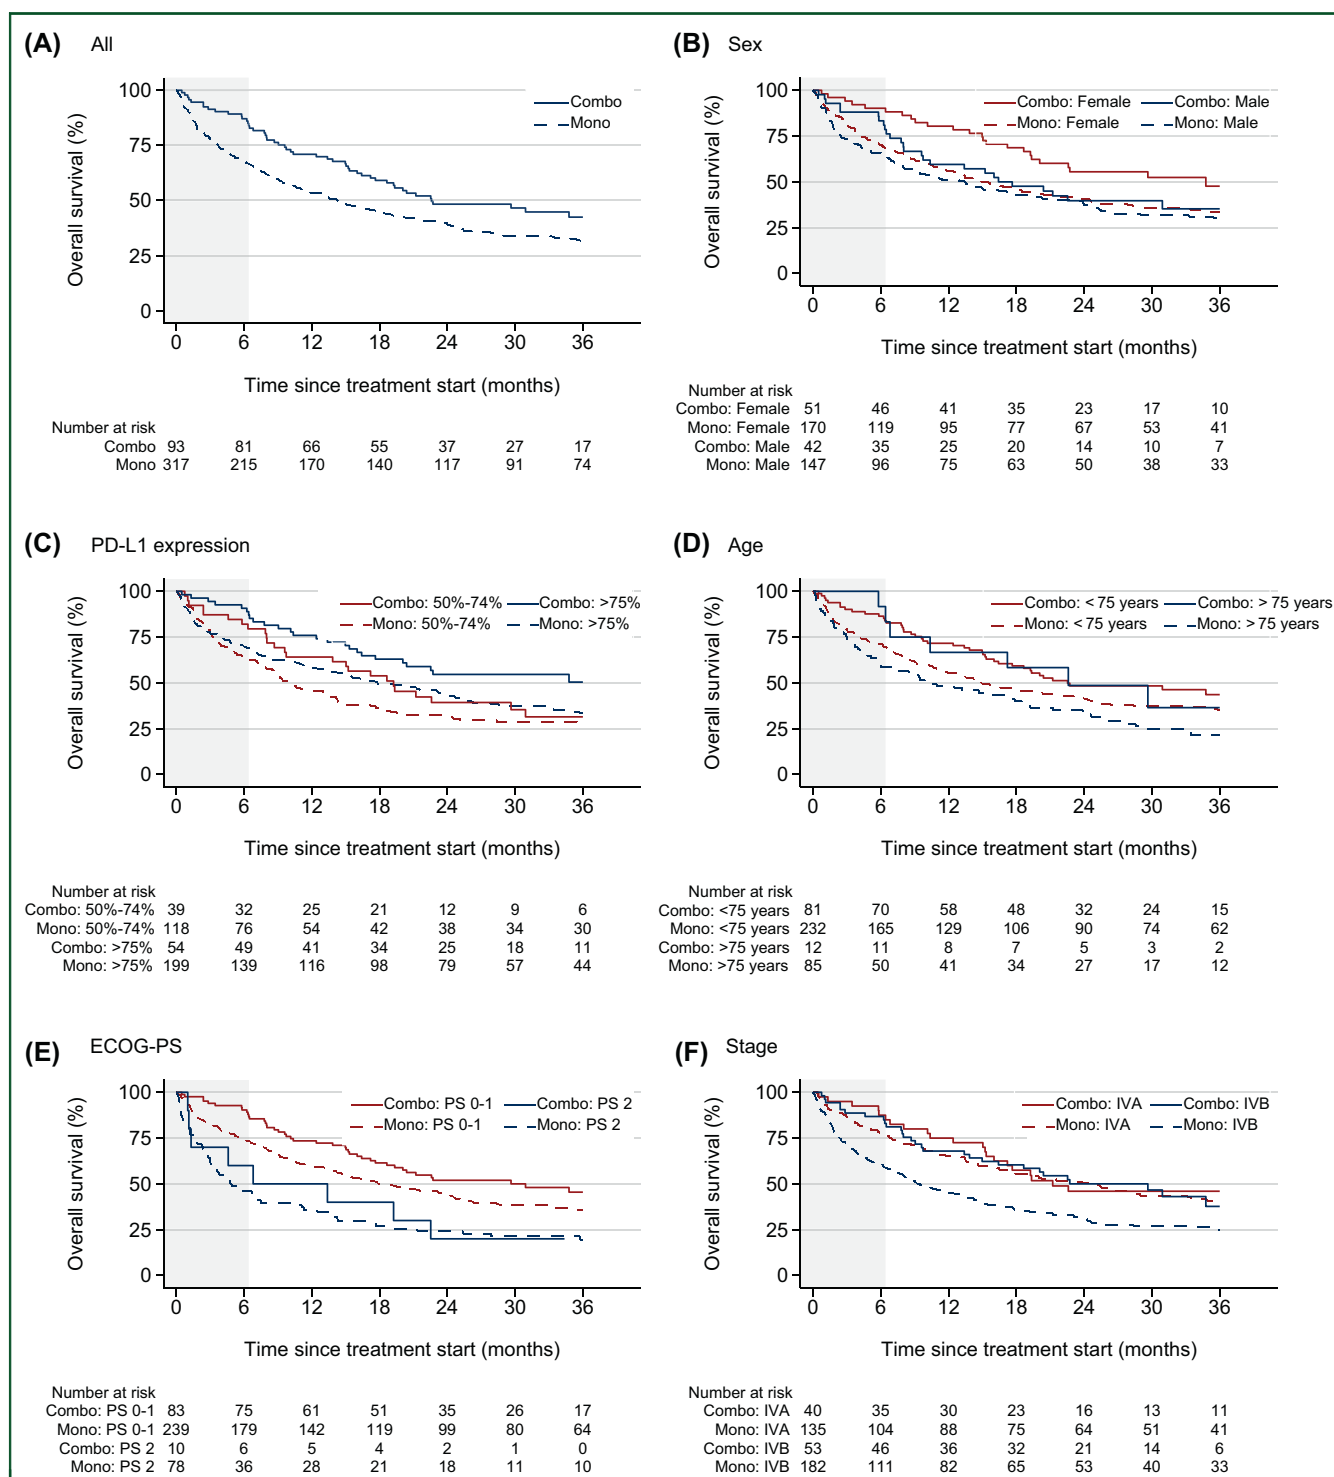 (A) All
Overall survival (%)
100
75
50
25
0
Combo
Mono
0 6 12 18 24 30 36
Time since treatment start (months)
Number at risk
Combo 93 81 66 55 37 27 17
Mono 317 215 170 140 117 91 74
(B) Sex
Overall survival (%)
100
75
50
25
0
Combo: Female Combo: Male
Mono: Female Mono: Male
0 6 12 18 24 30 36
Time since treatment start (months)
Number at risk
Combo: Female 51 46 41 35 23 17 10
Mono: Female 170 119 95 77 67 53 41
Combo: Male 42 35 25 20 14 10 7
Mono: Male 147 96 75 63 50 38 33
(C) PD-L1 expression
Overall survival (%)
100
75
50
25
0
Combo: 50%-74% Combo: >75%
Mono: 50%-74% Mono: >75%
0 6 12 18 24 30 36
Time since treatment start (months)
Number at risk
Combo: 50%-74% 39 32 25 21 12 9 6
Mono: 50%-74% 118 76 54 42 38 34 30
Combo: >75% 54 49 41 34 25 18 11
Mono: >75% 199 139 116 98 79 57 44
(D) Age
Overall survival (%)
100
75
50
25
0
Combo: < 75 years Combo: > 75 years
Mono: < 75 years Mono: > 75 years
0 6 12 18 24 30 36
Time since treatment start (months)
Number at risk
Combo: <75 years 81 70 58 48 32 24 15
Mono: <75 years 232 165 129 106 90 74 62
Combo: >75 years 12 11 8 7 5 3 2
Mono: >75 years 85 50 41 34 27 17 12
(E) ECOG-PS
Overall survival (%)
100
75
50
25
0
Combo: PS 0-1 Combo: PS 2
Mono: PS 0-1 Mono: PS 2
0 6 12 18 24 30 36
Time since treatment start (months)
Number at risk
Combo: PS 0-1 83 75 61 51 35 26 17
Mono: PS 0-1 239 179 142 119 99 80 64
Combo: PS 2 10 6 5 4 2 1 0
Mono: PS 2 78 36 28 21 18 11 10
(F) Stage
Overall survival (%)
100
75
50
25
0
Combo: IVA Combo: IVB
Mono: IVA Mono: IVB
0 6 12 18 24 30 36
Time since treatment start (months)
Number at risk
Combo: IVA 40 35 30 23 16 13 11
Mono: IVA 135 104 88 75 64 51 41
Combo: IVB 53 46 36 32 21 14 6
Mono: IVB 182 111 82 65 53 40 33